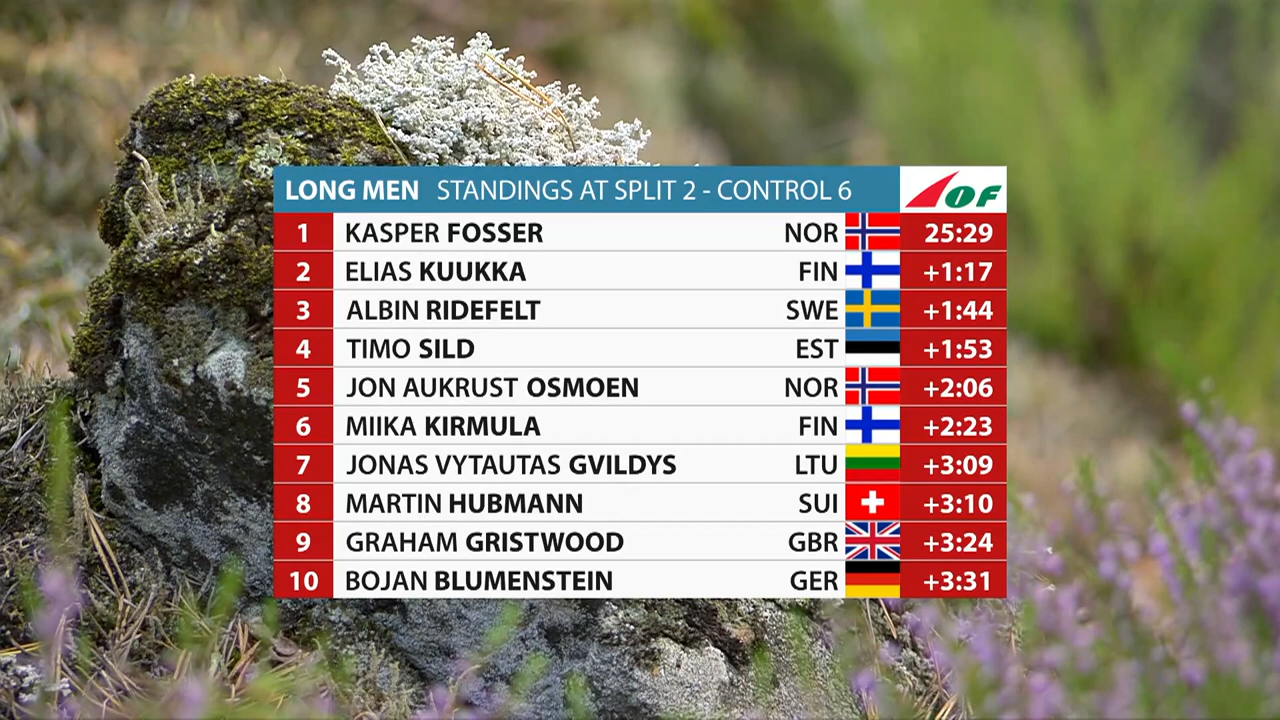 LONG MEN STANDINGS AT SPLIT 2 - CONTROL 6 IOF
1 KASPER FOSSER NOR 25:29
2 ELIAS KUUKKA FIN +1:17
3 ALBIN RIDEFELT SWE +1:44
4 TIMO SILD EST +1:53
5 JON AUKRUST OSMOEN NOR +2:06
6 MIIKA KIRMULA FIN +2:23
7 JONAS VYTAUTAS GVILDYS LTU +3:09
8 MARTIN HUBMANN SUI +3:10
9 GRAHAM GRISTWOOD GBR +3:24
10 BOJAN BLUMENSTEIN GER +3:31